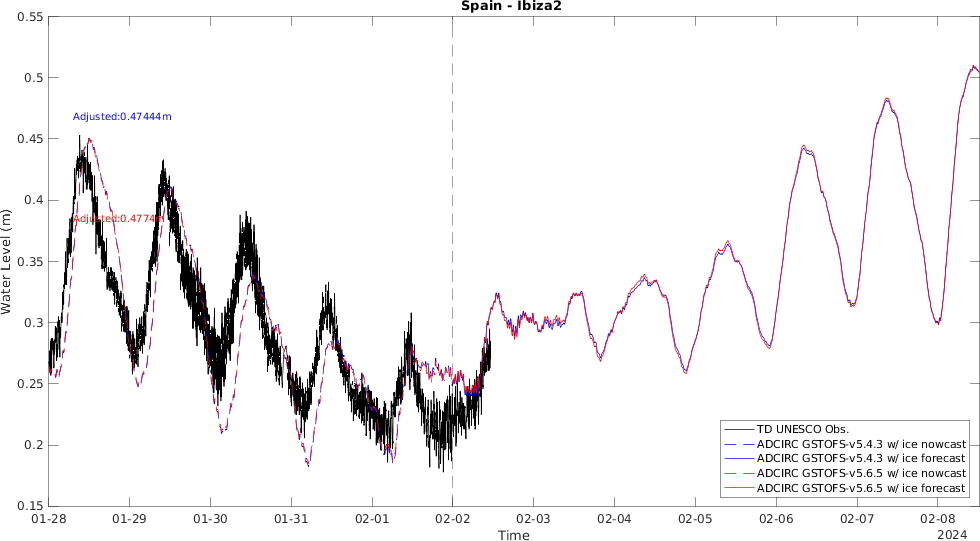 Spain - Ibiza2
0.55
0.5
0.45
0.4
0.35
0.3
0.25
0.2
0.15
Water Level (m)
Adjusted:0.47444m
Adjusted:0.4774m
TD UNESCO Obs.
ADCIRC GSTOFS-v5.4.3 w/ ice nowcast
ADCIRC GSTOFS-v5.4.3 w/ ice forecast
ADCIRC GSTOFS-v5.6.5 w/ ice nowcast
ADCIRC GSTOFS-v5.6.5 w/ ice forecast
01-28 01-29 01-30 01-31 02-01 02-02 02-03 02-04 02-05 02-06 02-07 02-08
Time
2024